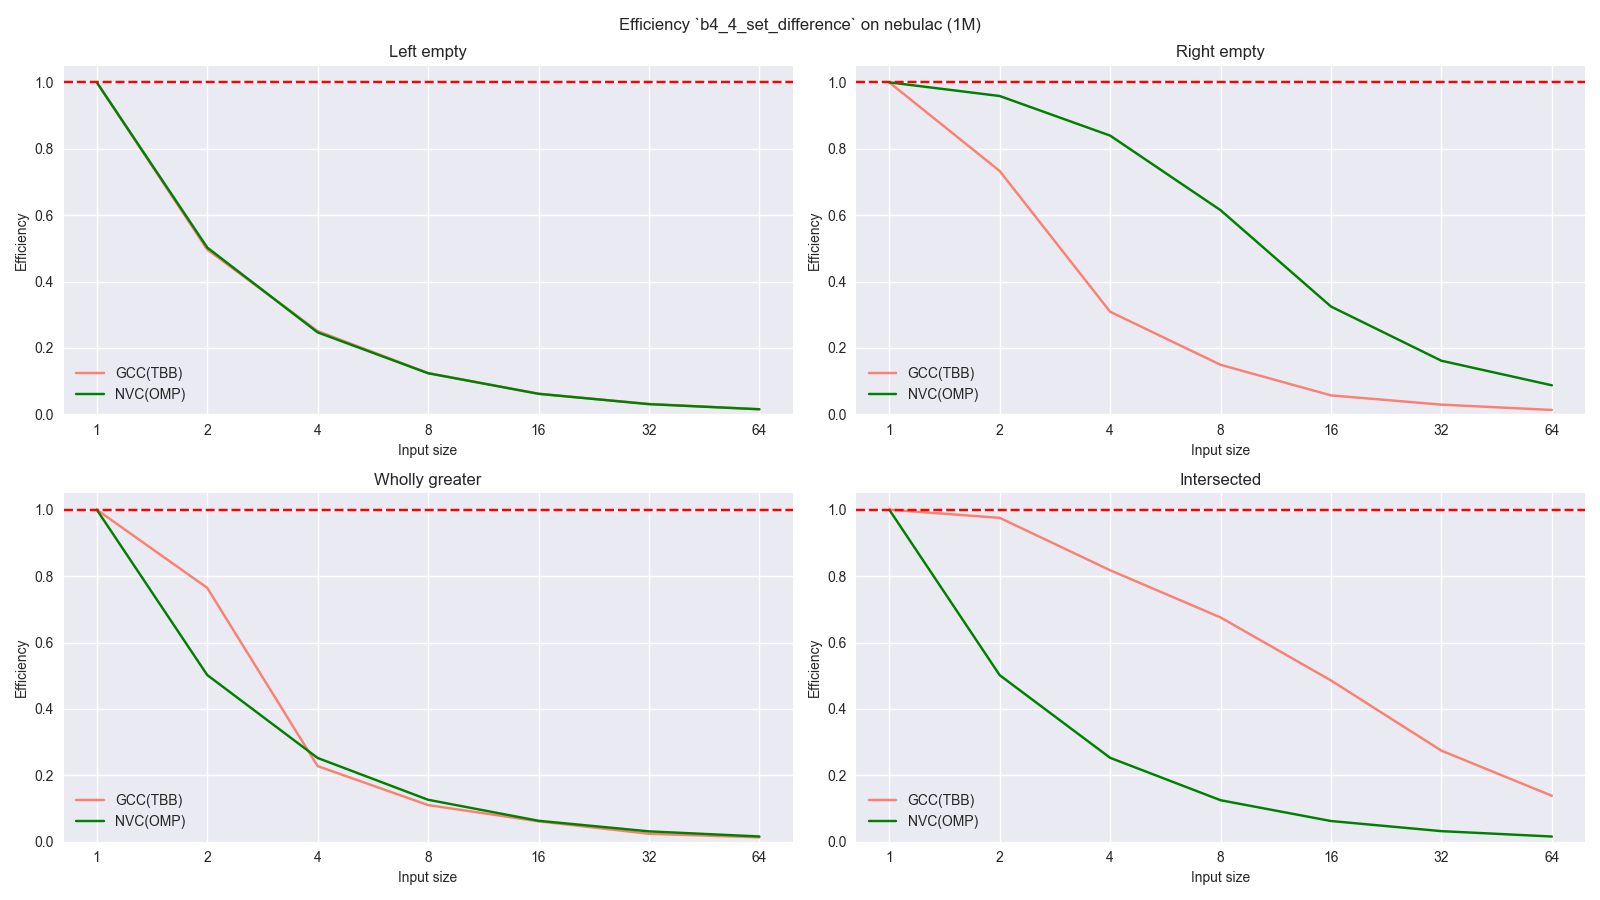 Efficiency `b4_4_set_difference` on nebulac (1M)
Left empty
1.0
0.8
0.6
0.4
0.2
0.0
Efficiency
GCC(TBB)
NVC(OMP)
1 2 4 8 16 32 64
Input size
Right empty
1.0
0.8
0.6
0.4
0.2
0.0
Efficiency
GCC(TBB)
NVC(OMP)
1 2 4 8 16 32 64
Input size
Wholly greater
1.0
0.8
0.6
0.4
0.2
0.0
Efficiency
GCC(TBB)
NVC(OMP)
1 2 4 8 16 32 64
Input size
Intersected
1.0
0.8
0.6
0.4
0.2
0.0
Efficiency
GCC(TBB)
NVC(OMP)
1 2 4 8 16 32 64
Input size